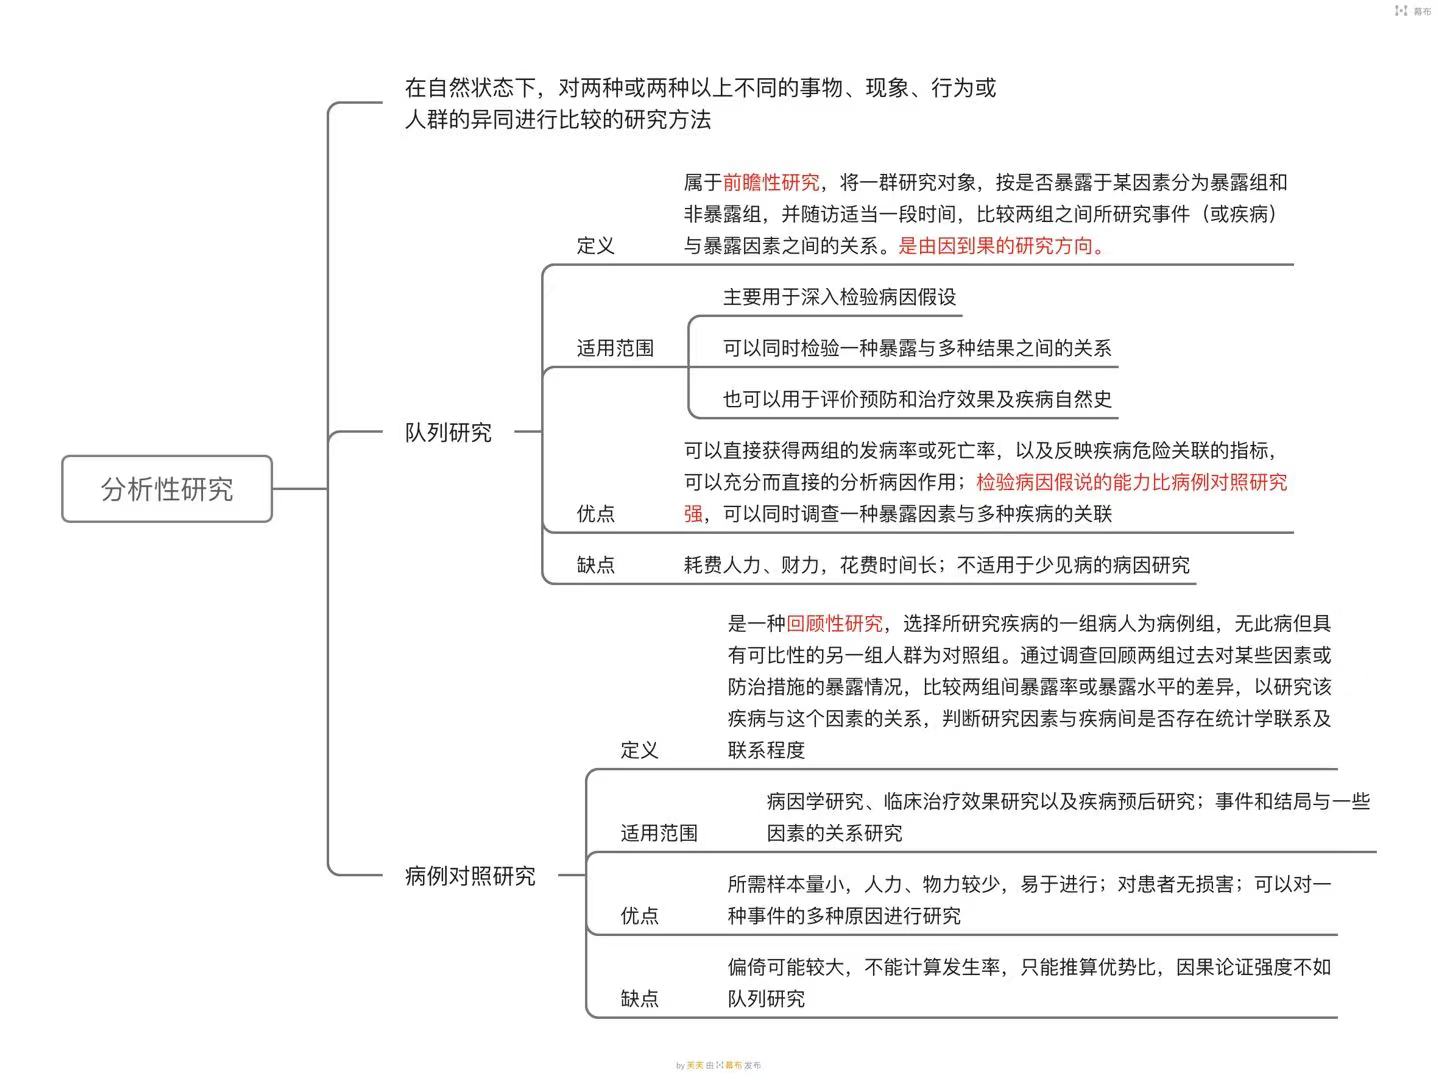 幕布
在自然状态下，对两种或两种以上不同的事物、现象、行为或
人群的异同进行比较的研究方法
属于前瞻性研究，将一群研究对象，按是否暴露于某因素分为暴露组和
非暴露组，并随访适当一段时间，比较两组之间所研究事件（或疾病）
定义
与暴露因素之间的关系。是由因到果的研究方向。
主要用于深入检验病因假设
适用范围
可以同时检验一种暴露与多种结果之间的关系
也可以用于评价预防和治疗效果及疾病自然史
队列研究
可以直接获得两组的发病率或死亡率，以及反映疾病危险关联的指标，
可以充分而直接的分析病因作用；检验病因假说的能力比病例对照研究
优点
强，可以同时调查一种暴露因素与多种疾病的关联
分析性研究
缺点
耗费人力、财力，花费时间长；不适用于少见病的病因研究
是一种回顾性研究，选择所研究疾病的一组病人为病例组，无此病但具
有可比性的另一组人群为对照组。通过调查回顾两组过去对某些因素或
防治措施的暴露情况，比较两组间暴露率或暴露水平的差异，以研究该
疾病与这个因素的关系，判断研究因素与疾病间是否存在统计学联系及
定义
联系程度
病因学研究、临床治疗效果研究以及疾病预后研究；事件和结局与一些
适用范围
因素的关系研究
病例对照研究
所需样本量小，人力、物力较少，易于进行；对患者无损害；可以对一
优点
种事件的多种原因进行研究
偏倚可能较大，不能计算发生率，只能推算优势比，因果论证强度不如
缺点
队列研究
by 芙芙 由 幕布 发布